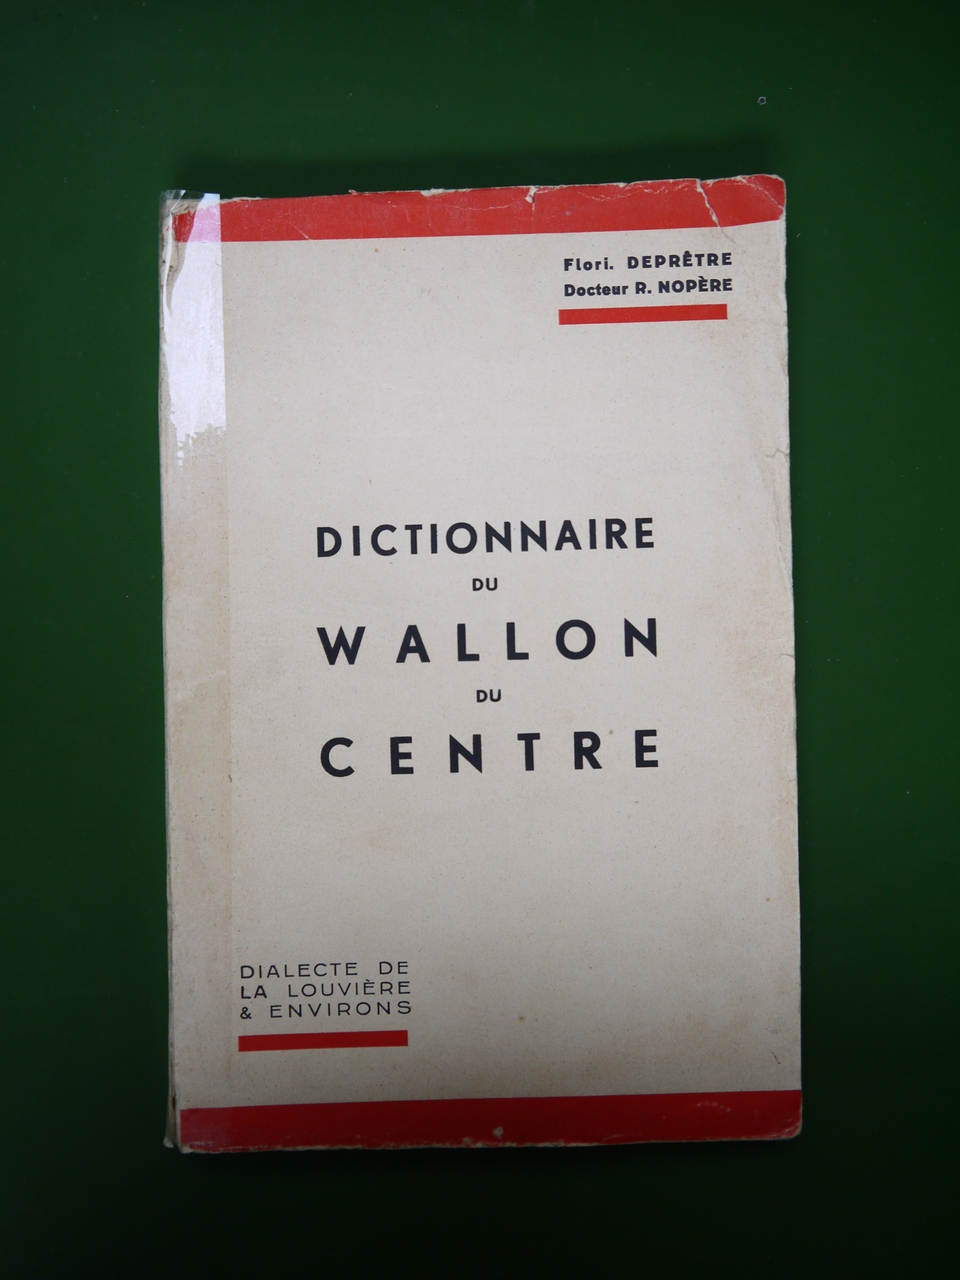 Flori. DEPRÊTRE
Docteur R. NOPÈRE
DICTIONNAIRE
DU
WALLON
DU
CENTRE
DIALECTE DE
LA LOUVIÈRE
& ENVIRONS